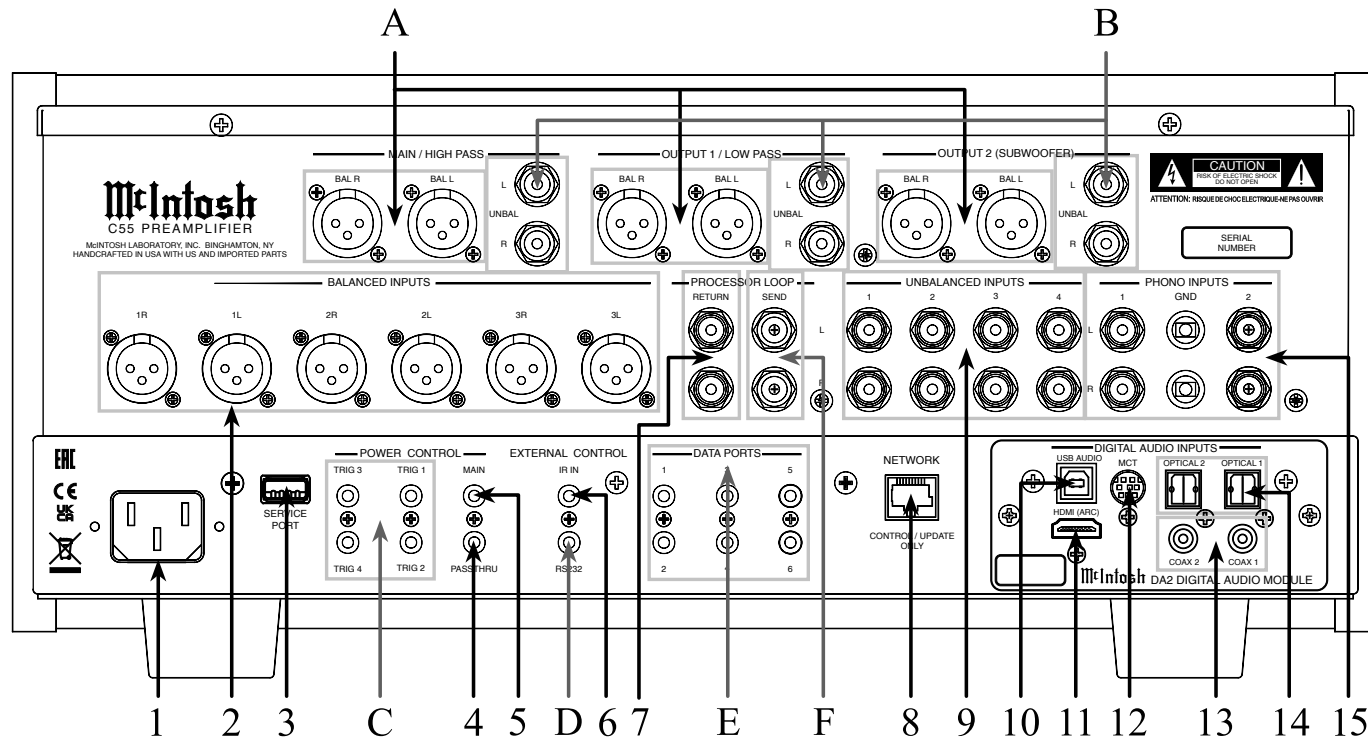 A B
MAIN / HIGH PASS OUTPUT 1 / LOW PASS OUTPUT 2 (SUBWOOFER)
BAL R BAL L L UNBAL R
BAL R BAL L L UNBAL R
BAL R BAL L L UNBAL R
CAUTION
RISK OF ELECTRIC SHOCK
DO NOT OPEN
ATTENTION: RISQUE DE CHOC ELECTRIQUE-NE PAS OUVRIR
McIntosh
C55 PREAMPLIFIER
McINTOSH LABORATORY, INC. BINGHAMTON, NY
HANDCRAFTED IN USA WITH US AND IMPORTED PARTS
SERIAL
NUMBER
BALANCED INPUTS
1R 1L 2R 2L 3R 3L
PROCESSOR LOOP
RETURN SEND
L
R
UNBALANCED INPUTS
1 2 3 4
PHONO INPUTS
1 GND 2
L
R
EAC
CE
UK
CA
SERVICE
PORT
POWER CONTROL
TRIG 3 TRIG 1 MAIN
TRIG 4 TRIG 2 PASSTHRU
EXTERNAL CONTROL
IR IN
RS232
DATA PORTS
1 3 5
2 4 6
NETWORK
CONTROL / UPDATE
ONLY
DIGITAL AUDIO INPUTS
USB AUDIO MCT OPTICAL 2 OPTICAL 1
HDMI (ARC)
COAX 2 COAX 1
McIntosh DA2 DIGITAL AUDIO MODULE
1 2 3 C 4 5 D 6 7 E F 8 9 10 11 12 13 14 15